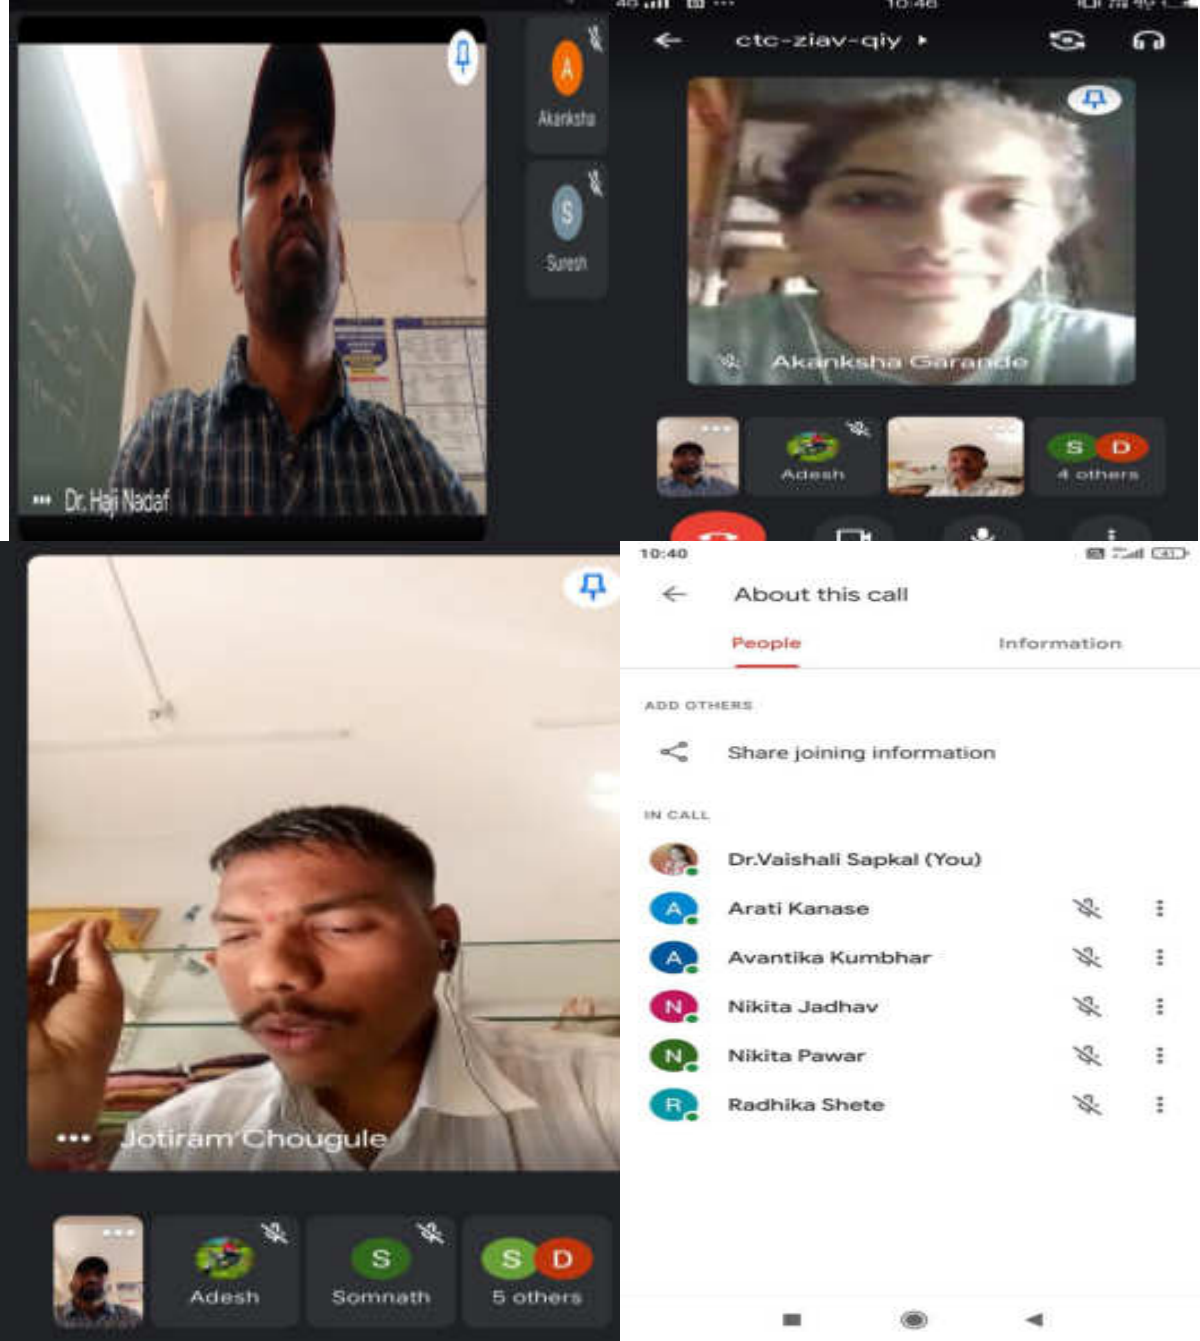 A
Akanksha
S
Suresh
Dr. Haji Nadaf
10:46
ctc-ziav-qiy
Akanksha Garande
Adesh
S D
4 others
Jotiram Chougule
Adesh
S
Somnath
S D
5 others
10:40
About this call
People
Information
ADD OTHERS
Share joining information
IN CALL
Dr.Vaishali Sapkal (You)
A
Arati Kanase
A
Avantika Kumbhar
N
Nikita Jadhav
N
Nikita Pawar
R
Radhika Shete